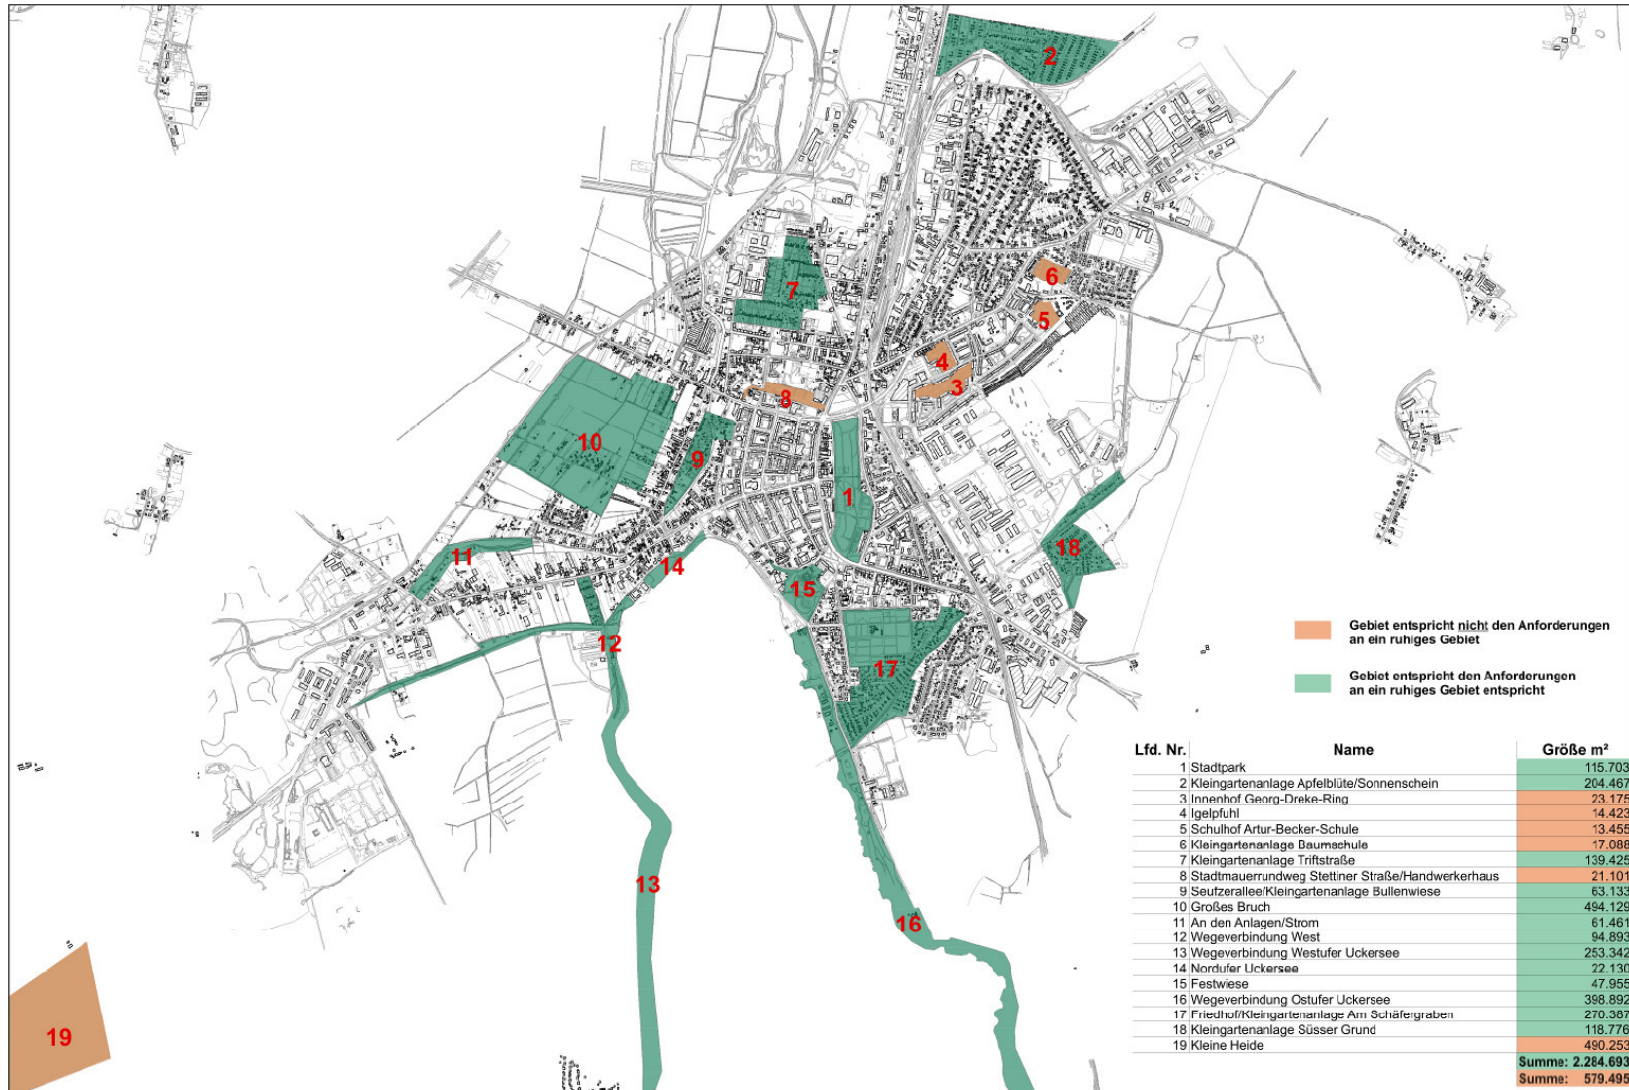 2
6
7
5
4
3
8
10
9
1
11
18
14
15
12
17
13
16
19
Gebiet entspricht nicht den Anforderungen
an ein ruhiges Gebiet
Gebiet entspricht den Anforderungen
an ein ruhiges Gebiet entspricht
Lfd. Nr. Name Größe m²
1 Stadtpark 115.703
2 Kleingartenanlage Apfelblüte/Sonnenschein 204.467
3 Innenhof Georg-Dreke-Ring 23.175
4 Igelpfuhl 14.423
5 Schulhof Artur-Becker-Schule 13.455
6 Kleingartenanlage Baumschule 17.088
7 Kleingartenanlage Triftstraße 139.425
8 Stadtmauerrundweg Stettiner Straße/Handwerkerhaus 21.101
9 Seufzerallee/Kleingartenanlage Bullenwiese 63.133
10 Großes Bruch 494.129
11 An den Anlagen/Strom 61.461
12 Wegeverbindung West 94.893
13 Wegeverbindung Westufer Uckersee 253.342
14 Nordufer Uckersee 22.130
15 Festwiese 47.955
16 Wegeverbindung Ostufer Uckersee 398.892
17 Friedhof/Kleingartenanlage Am Schäfergraben 270.387
18 Kleingartenanlage Süsser Grund 118.776
19 Kleine Heide 490.253
Summe: 2.284.693
Summe: 579.495